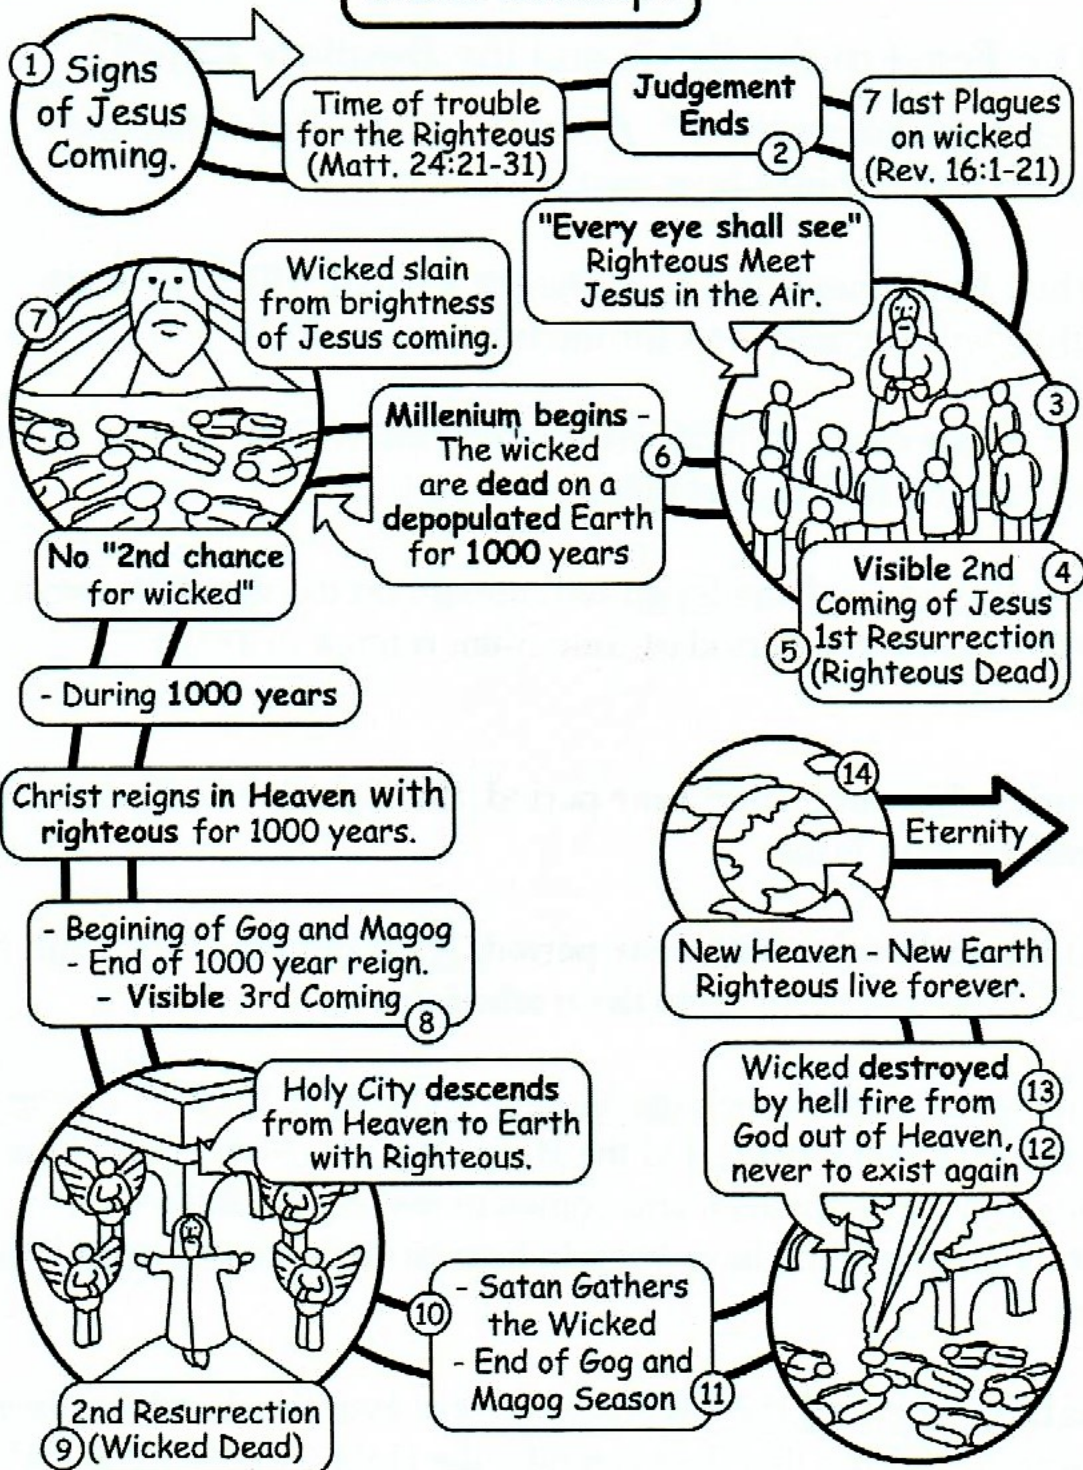 1
Signs
of Jesus
Coming.
Time of trouble
for the Righteous
(Matt. 24:21-31)
Judgement
Ends
2
7 last Plagues
on wicked
(Rev. 16:1-21)
"Every eye shall see"
Righteous Meet
Jesus in the Air.
3
Visible 2nd
4
Coming of Jesus
5
1st Resurrection
(Righteous Dead)
Millenium begins -
The wicked
6
are dead on a
depopulated Earth
for 1000 years
7
Wicked slain
from brightness
of Jesus coming.
No "2nd chance
for wicked"
- During 1000 years
Christ reigns in Heaven with
righteous for 1000 years.
- Begining of Gog and Magog
- End of 1000 year reign.
- Visible 3rd Coming
8
Holy City descends
from Heaven to Earth
with Righteous.
2nd Resurrection
9
(Wicked Dead)
10
- Satan Gathers
the Wicked
- End of Gog and
Magog Season
11
Wicked destroyed
13
by hell fire from
God out of Heaven,
12
never to exist again
New Heaven - New Earth
Righteous live forever.
14
Eternity